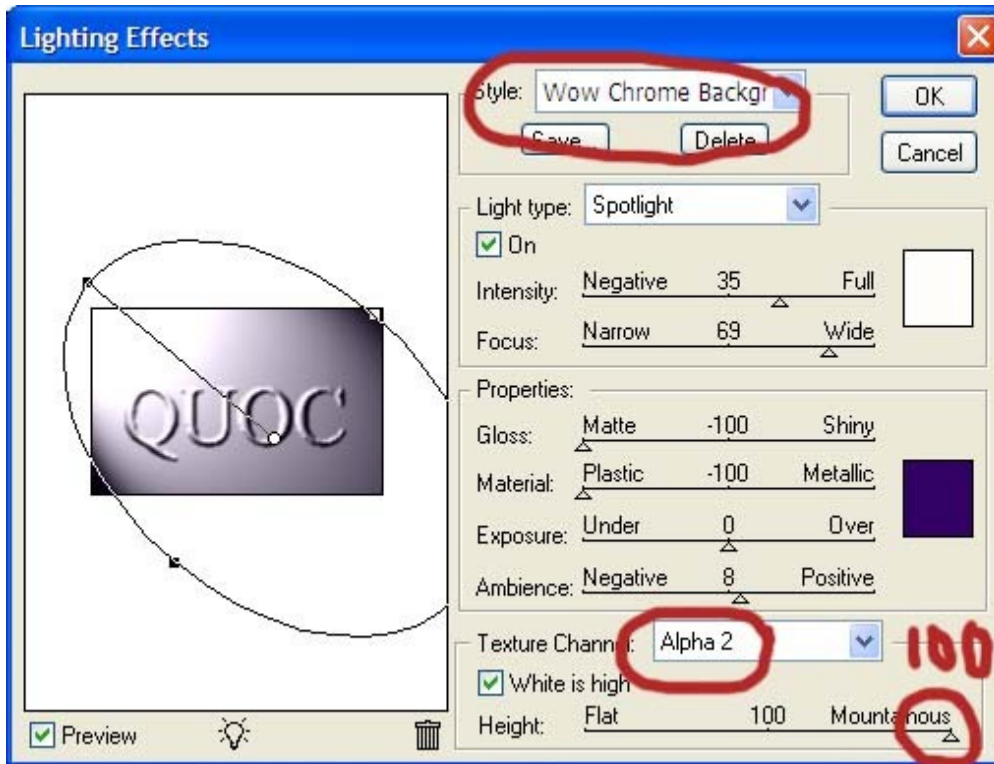 Lighting Effects
Style: Wow Chrome Backgr
Save... Delete
OK
Cancel
Light type: Spotlight
On
Intensity: Negative 35 Full
Focus: Narrow 69 Wide
Properties:
Gloss: Matte -100 Shiny
Material: Plastic -100 Metallic
Exposure: Under 0 Over
Ambience: Negative 8 Positive
Texture Channel: Alpha 2
100
White is high
Height: Flat 100 Mountainous
QUOC
Preview